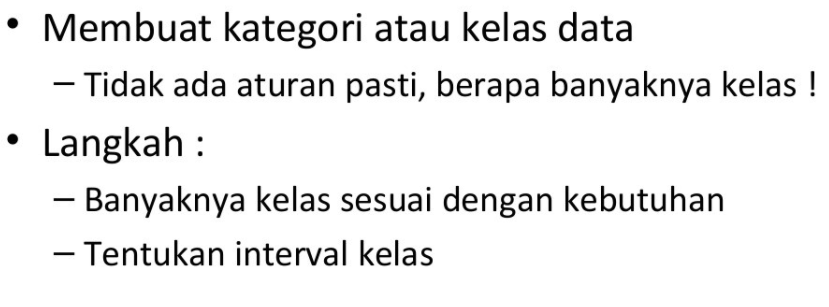 • Membuat kategori atau kelas data
– Tidak ada aturan pasti, berapa banyaknya kelas !
• Langkah :
– Banyaknya kelas sesuai dengan kebutuhan
– Tentukan interval kelas